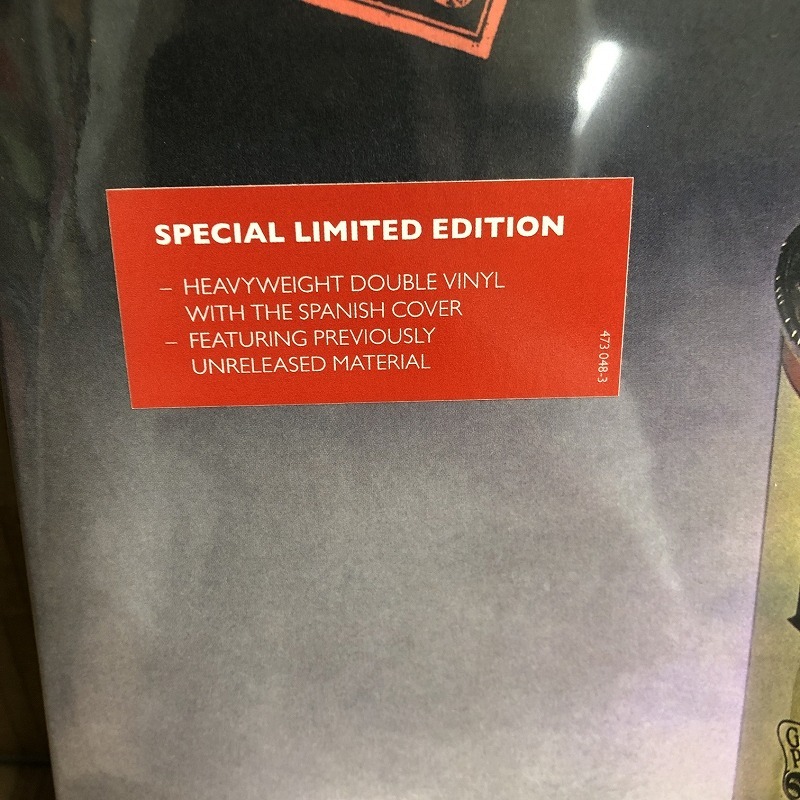 SPECIAL LIMITED EDITION
– HEAVYWEIGHT DOUBLE VINYL
WITH THE SPANISH COVER
– FEATURING PREVIOUSLY
UNRELEASED MATERIAL
473 048-3